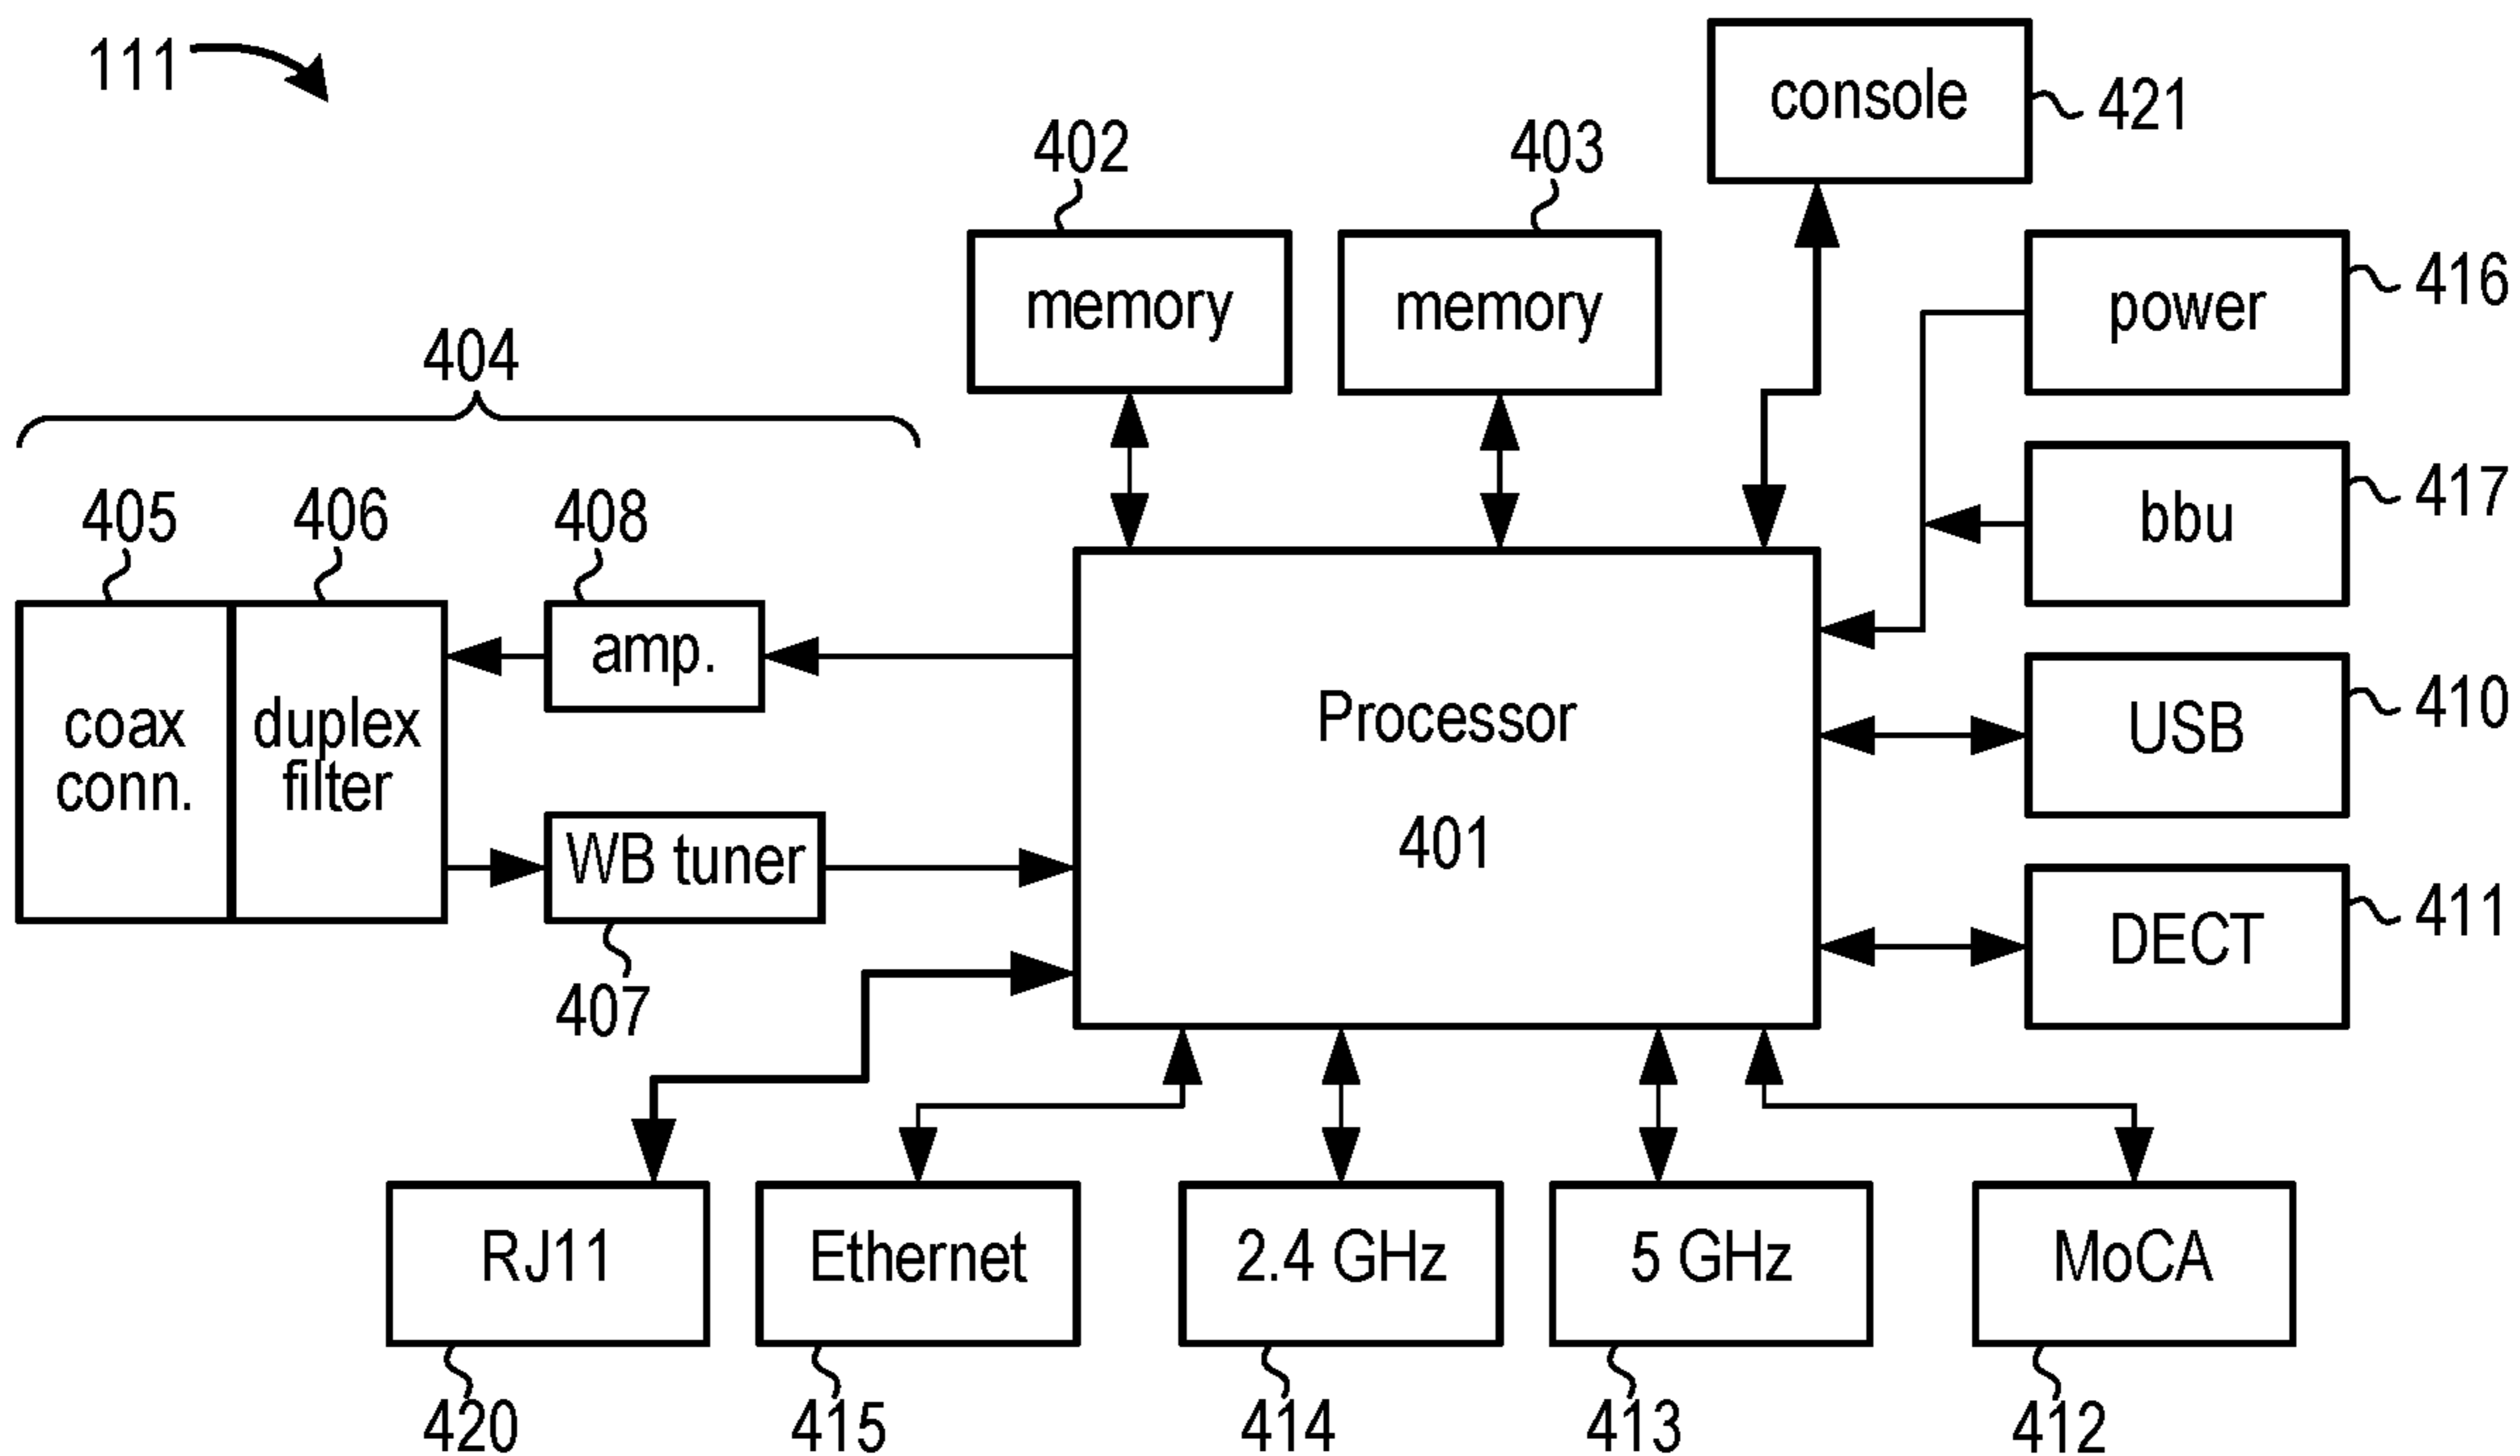 111
console
421
402
403
memory
memory
power
416
404
bbu
417
405
406
408
coax
conn.
duplex
filter
amp.
Processor
401
USB
410
WB tuner
407
DECT
411
RJ11
Ethernet
2.4 GHz
5 GHz
MoCA
420
415
414
413
412